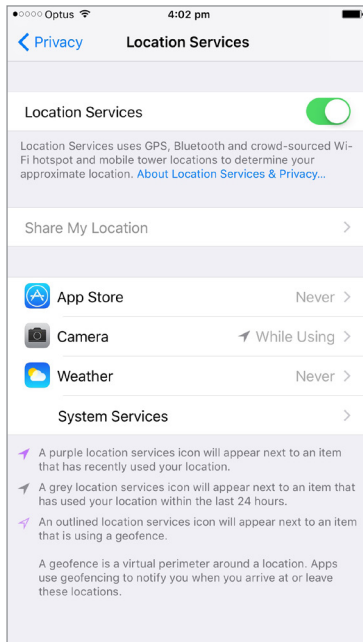 Optus 4:02 pm
Privacy Location Services
Location Services
Location Services uses GPS, Bluetooth and crowd-sourced Wi-
Fi hotspot and mobile tower locations to determine your
approximate location. About Location Services & Privacy...
Share My Location
App Store Never
Camera While Using
Weather Never
System Services
A purple location services icon will appear next to an item
that has recently used your location.
A grey location services icon will appear next to an item that
has used your location within the last 24 hours.
An outlined location services icon will appear next to an item
that is using a geofence.
A geofence is a virtual perimeter around a location. Apps
use geofencing to notify you when you arrive at or leave
these locations.